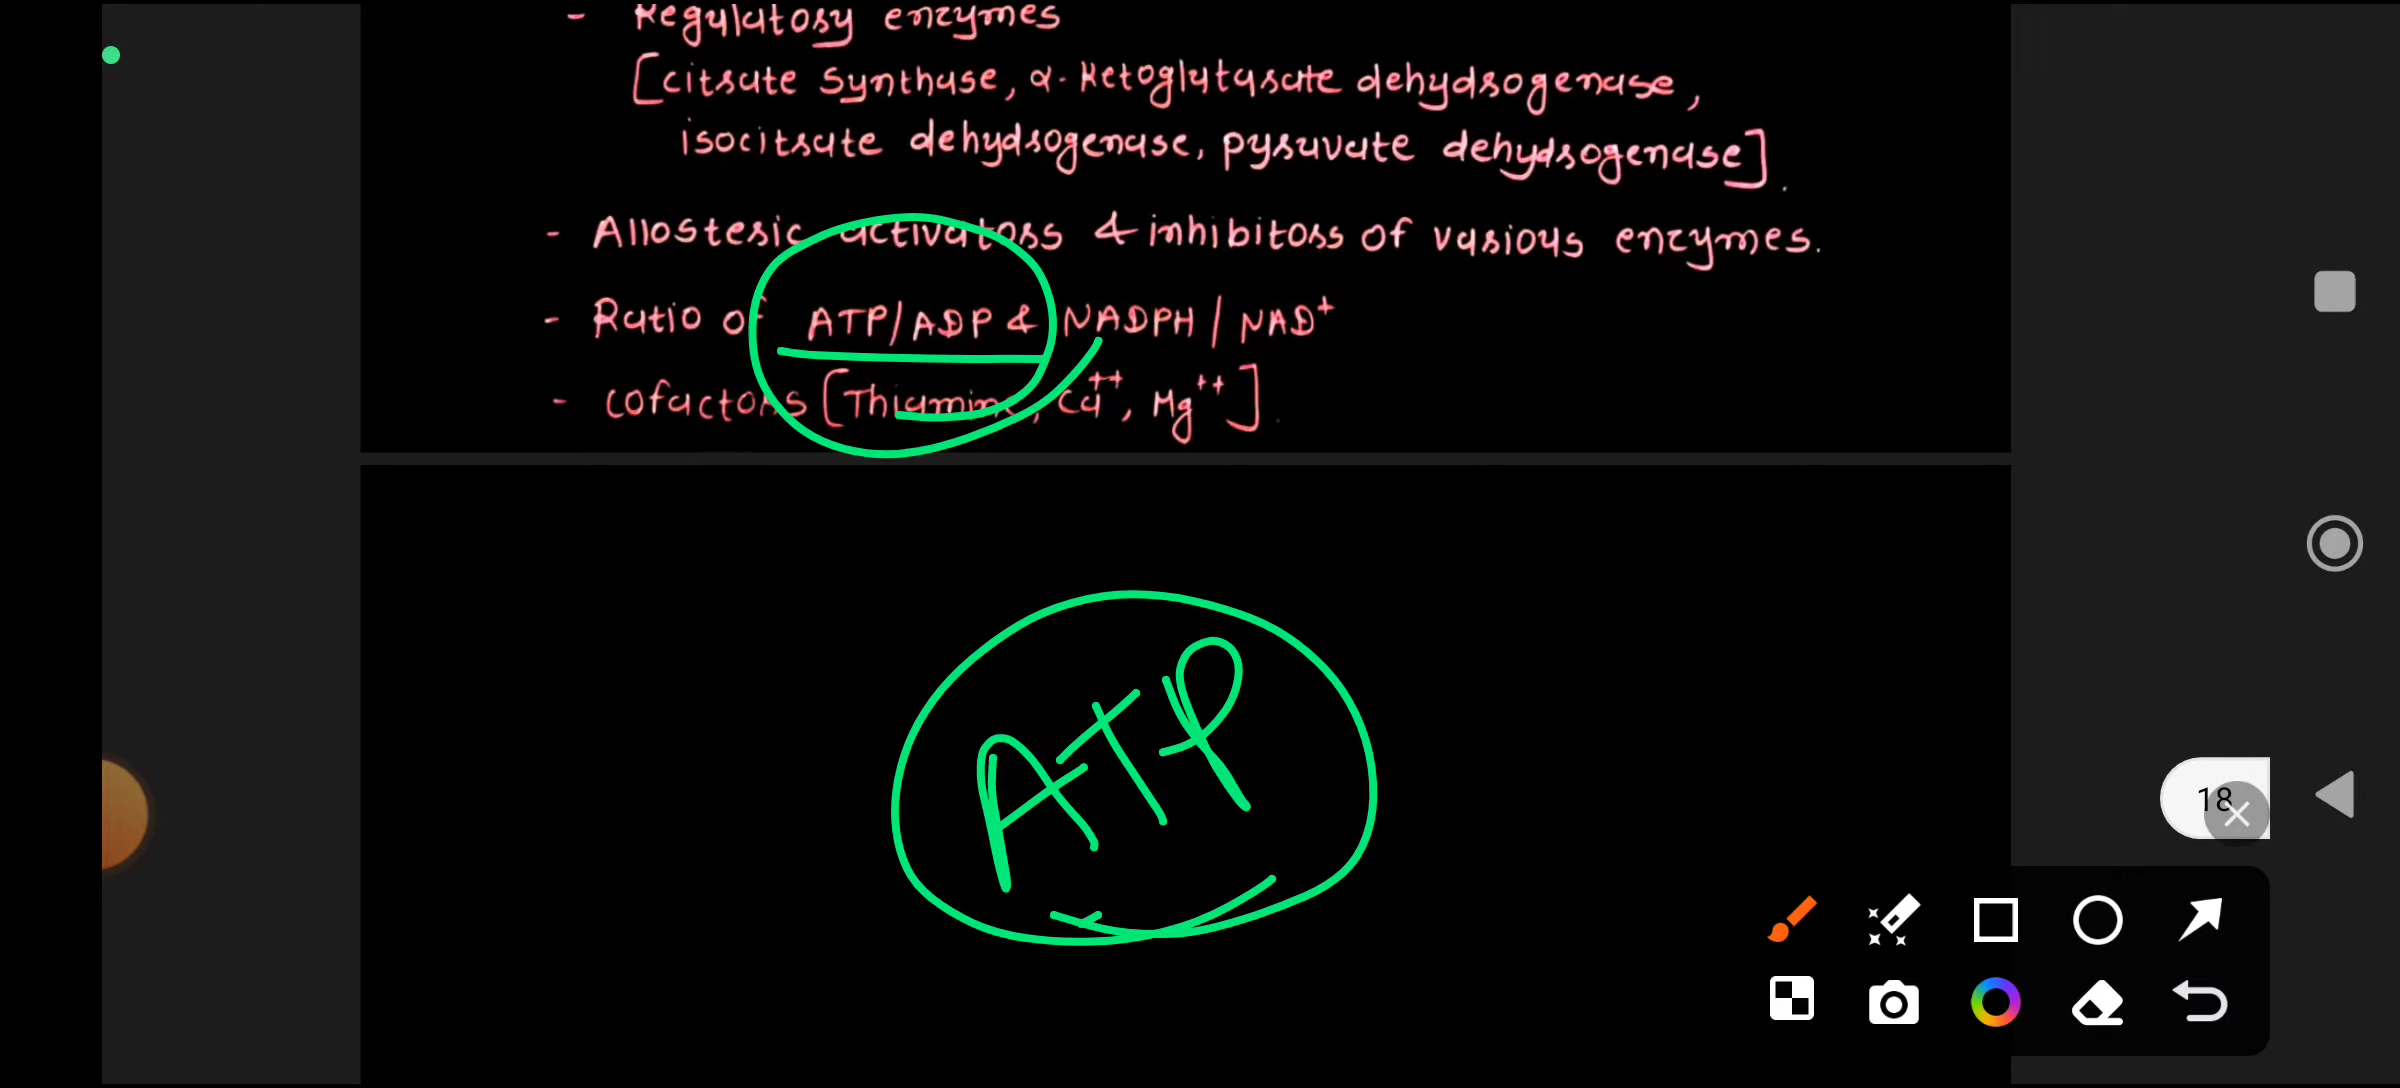 - Regulatory enzymes
[citrate synthase, α-ketoglutarate dehydrogenase,
isocitrate dehydrogenase, pyruvate dehydrogenase].
- Allosteric activators & inhibitors of various enzymes.
- Ratio of ATP/ADP & NADPH / NAD+
- cofactors [Thiamine, Ca++, Mg++].
ATP
18